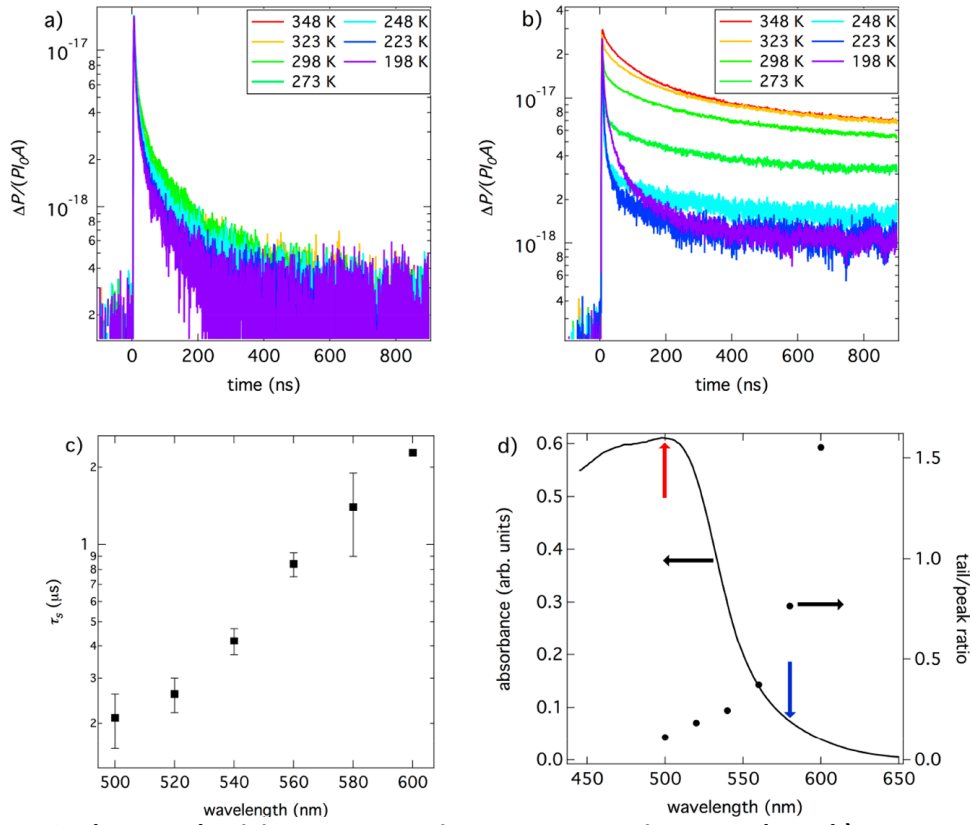 a)
348 K 248 K
323 K 223 K
298 K 198 K
273 K
10⁻¹⁷
8
6
4
2
10⁻¹⁸
8
6
4
2
ΔP/(PI₀A)
0 200 400 600 800
time (ns)
b)
348 K 248 K
323 K 223 K
298 K 198 K
273 K
4
2
10⁻¹⁷
8
6
4
2
10⁻¹⁸
8
6
4
ΔP/(PI₀A)
0 200 400 600 800
time (ns)
c)
2
1
9
8
7
6
5
4
3
2
τₛ (μs)
500 520 540 560 580 600
wavelength (nm)
d)
0.6
0.5
0.4
0.3
0.2
0.1
0.0
absorbance (arb. units)
1.5
1.0
0.5
0.0
tail/peak ratio
450 500 550 600 650
wavelength (nm)